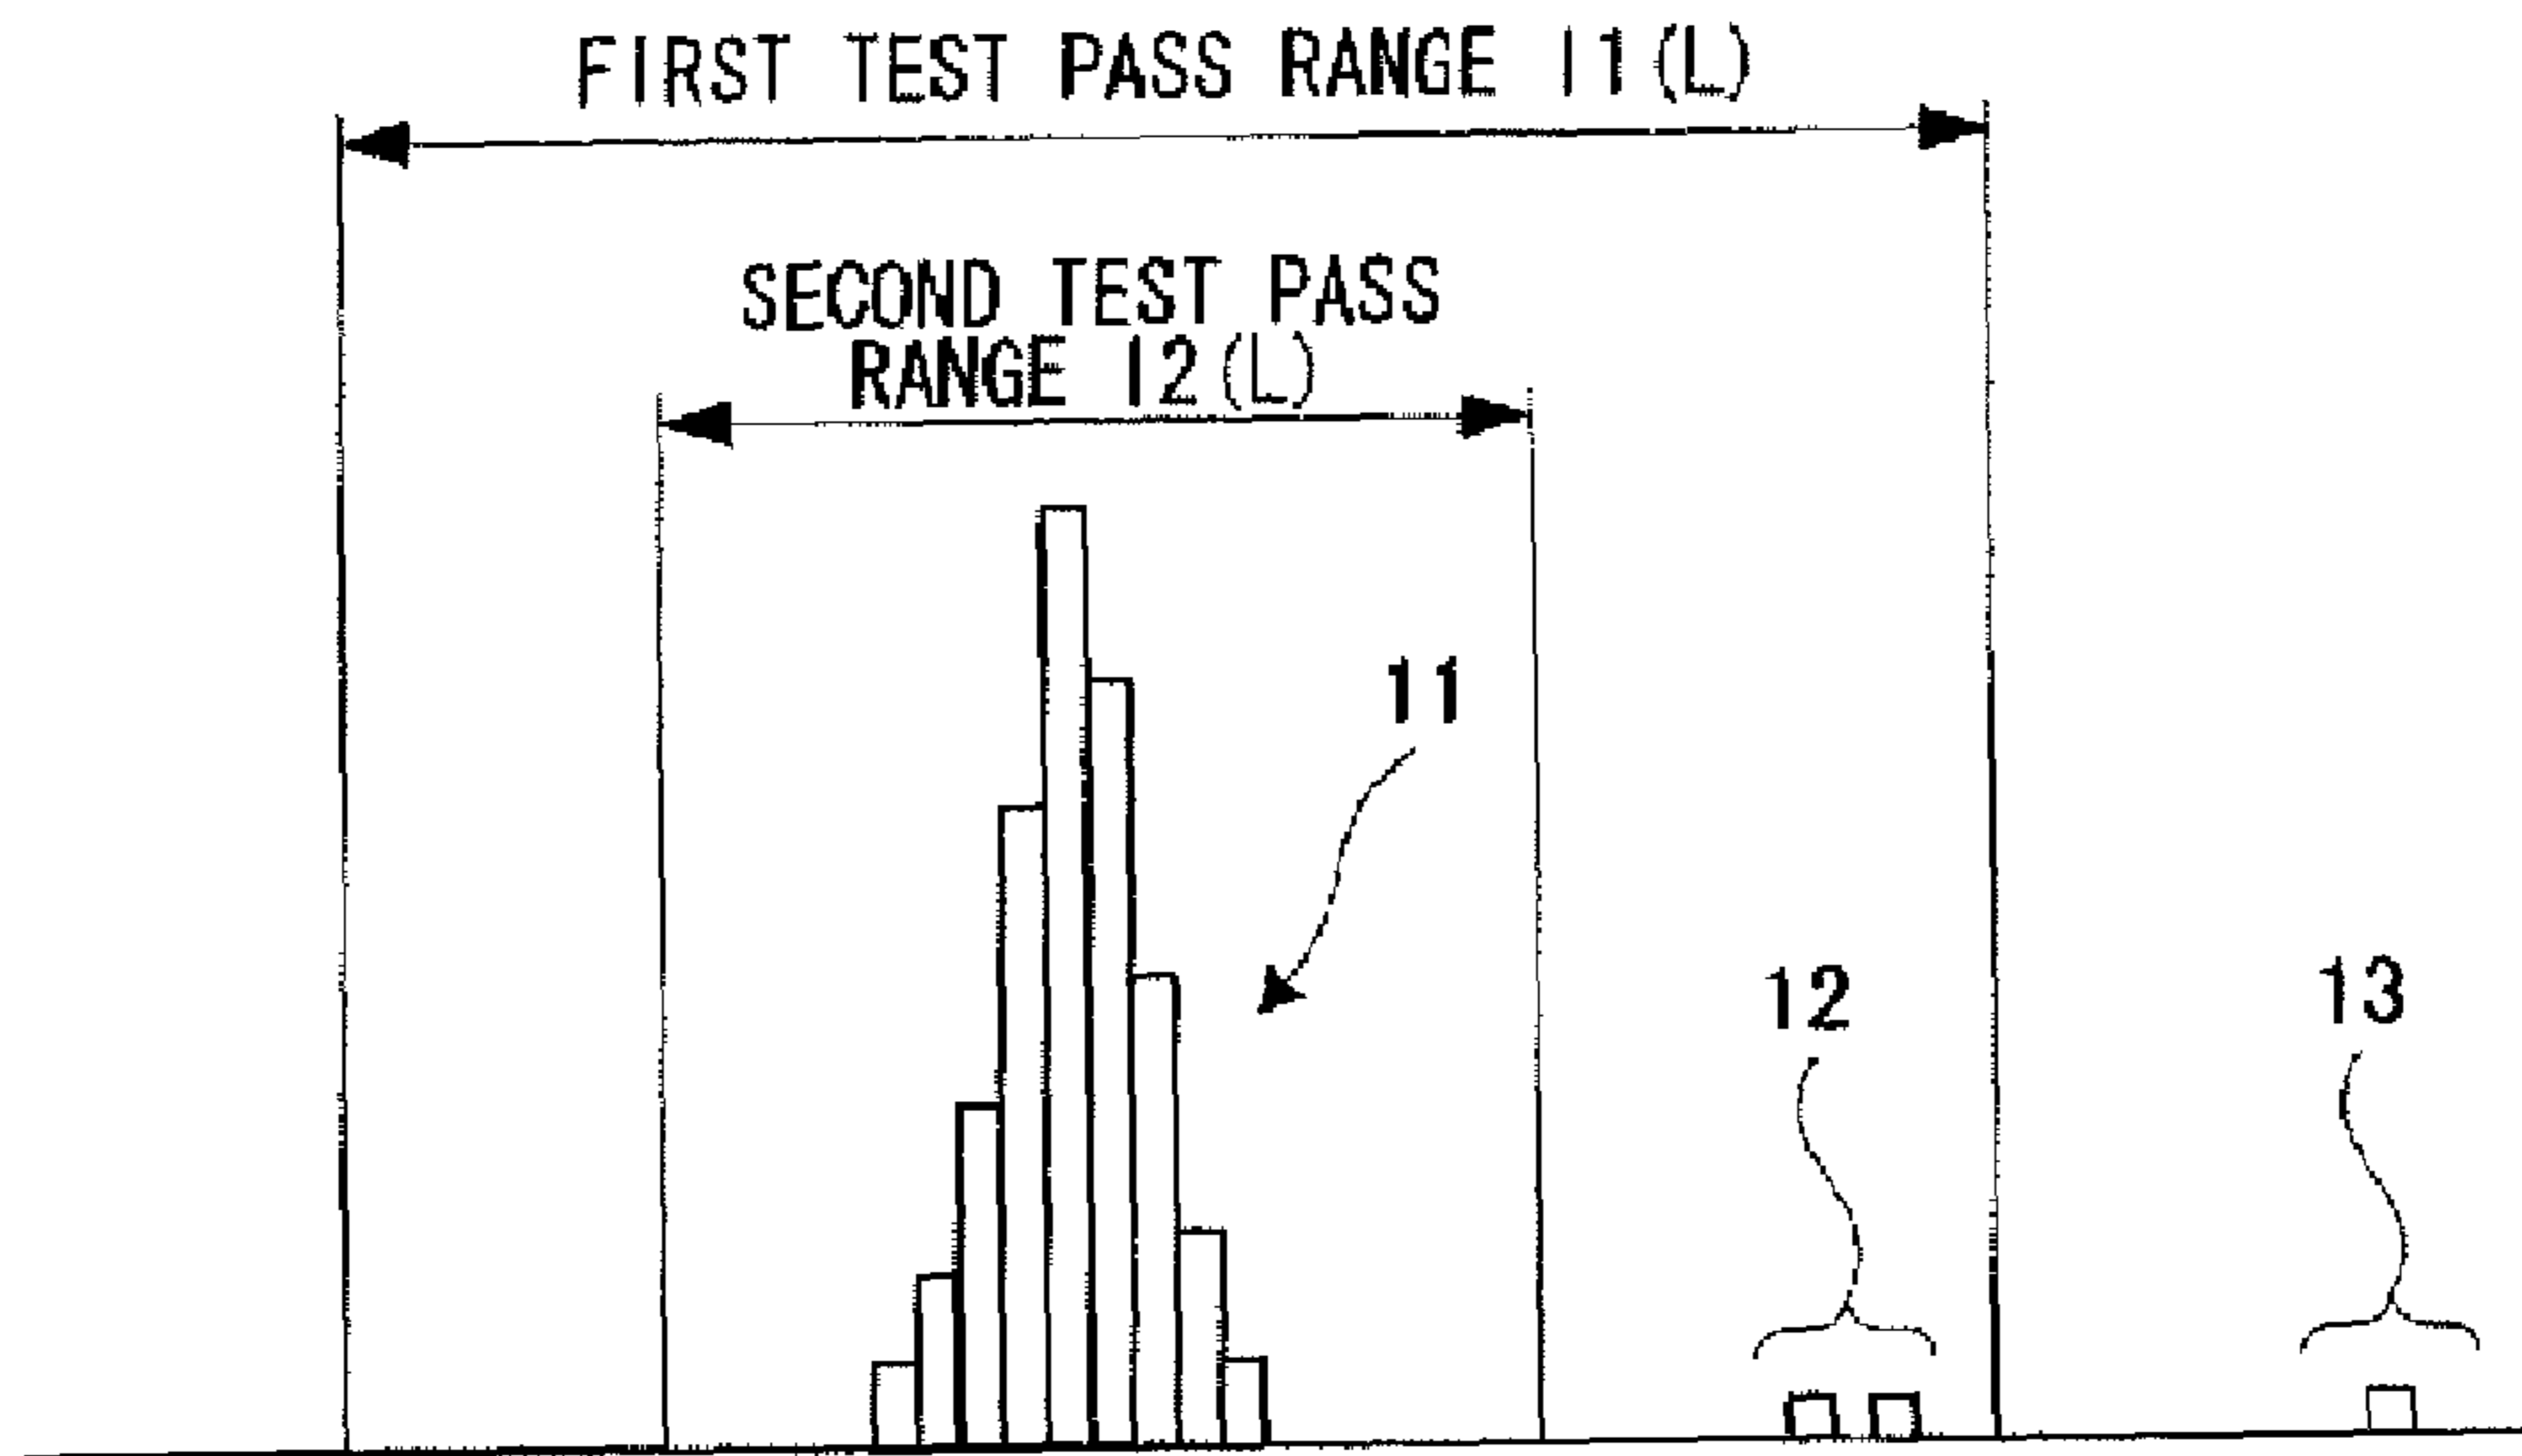 FIRST TEST PASS RANGE I1(L)
SECOND TEST PASS
RANGE I2(L)
11
12
13